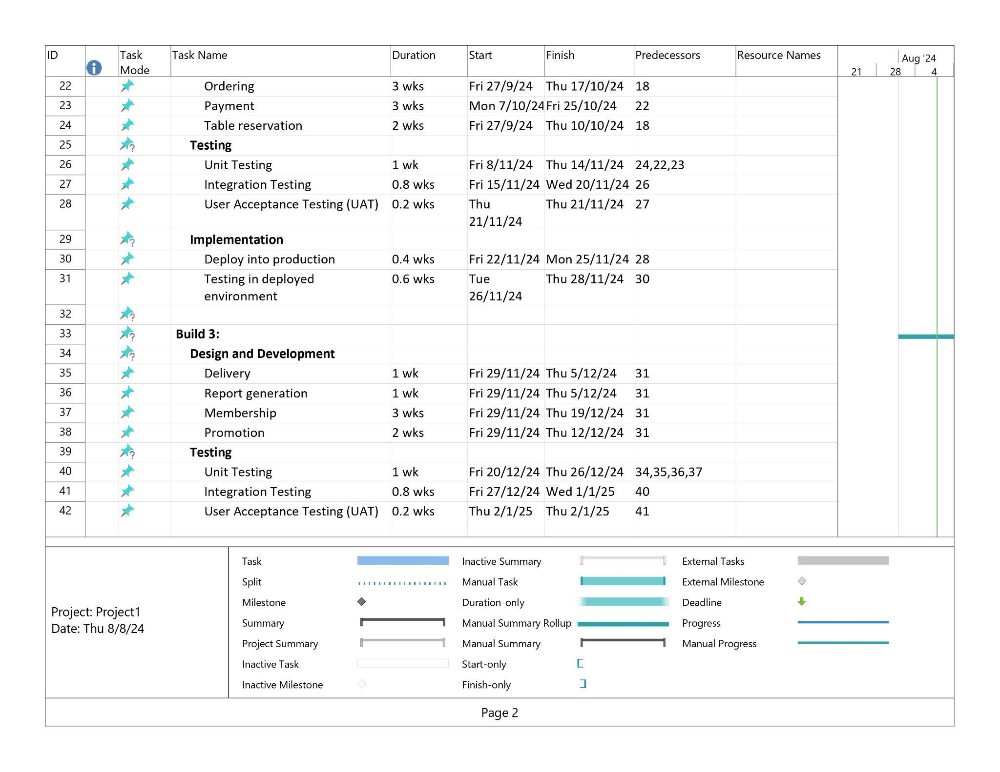 ID Task Task Name Duration Start Finish Predecessors Resource Names Aug '24
Mode 21 28 4
22 Ordering 3 wks Fri 27/9/24 Thu 17/10/24 18
23 Payment 3 wks Mon 7/10/24 Fri 25/10/24 22
24 Table reservation 2 wks Fri 27/9/24 Thu 10/10/24 18
25 Testing
26 Unit Testing 1 wk Fri 8/11/24 Thu 14/11/24 24,22,23
27 Integration Testing 0.8 wks Fri 15/11/24 Wed 20/11/24 26
28 User Acceptance Testing (UAT) 0.2 wks Thu Thu 21/11/24 27
21/11/24
29 Implementation
30 Deploy into production 0.4 wks Fri 22/11/24 Mon 25/11/24 28
31 Testing in deployed 0.6 wks Tue Thu 28/11/24 30
environment 26/11/24
32
33 Build 3:
34 Design and Development
35 Delivery 1 wk Fri 29/11/24 Thu 5/12/24 31
36 Report generation 1 wk Fri 29/11/24 Thu 5/12/24 31
37 Membership 3 wks Fri 29/11/24 Thu 19/12/24 31
38 Promotion 2 wks Fri 29/11/24 Thu 12/12/24 31
39 Testing
40 Unit Testing 1 wk Fri 20/12/24 Thu 26/12/24 34,35,36,37
41 Integration Testing 0.8 wks Fri 27/12/24 Wed 1/1/25 40
42 User Acceptance Testing (UAT) 0.2 wks Thu 2/1/25 Thu 2/1/25 41
Project: Project1
Date: Thu 8/8/24
Task Inactive Summary External Tasks
Split Manual Task External Milestone
Milestone Duration-only Deadline
Summary Manual Summary Rollup Progress
Project Summary Manual Summary Manual Progress
Inactive Task Start-only
Inactive Milestone Finish-only
Page 2